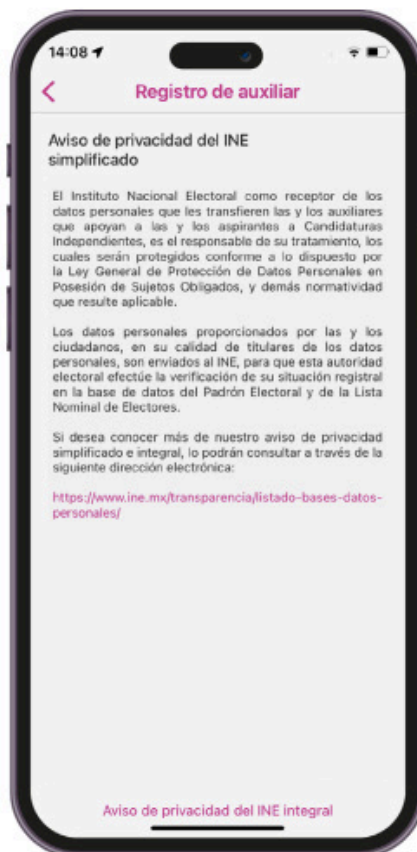 14:08
Registro de auxiliar
Aviso de privacidad del INE
simplificado
El Instituto Nacional Electoral como receptor de los
datos personales que les transfieren las y los auxiliares
que apoyan a las y los aspirantes a Candidaturas
Independientes, es el responsable de su tratamiento, los
cuales serán protegidos conforme a lo dispuesto por
la Ley General de Protección de Datos Personales en
Posesión de Sujetos Obligados, y demás normatividad
que resulte aplicable.
Los datos personales proporcionados por las y los
ciudadanos, en su calidad de titulares de los datos
personales, son enviados al INE, para que esta autoridad
electoral efectúe la verificación de su situación registral
en la base de datos del Padrón Electoral y de la Lista
Nominal de Electores.
Si desea conocer más de nuestro aviso de privacidad
simplificado e integral, lo podrán consultar a través de la
siguiente dirección electrónica:
https://www.ine.mx/transparencia/listado-bases-datos-
personales/
Aviso de privacidad del INE integral